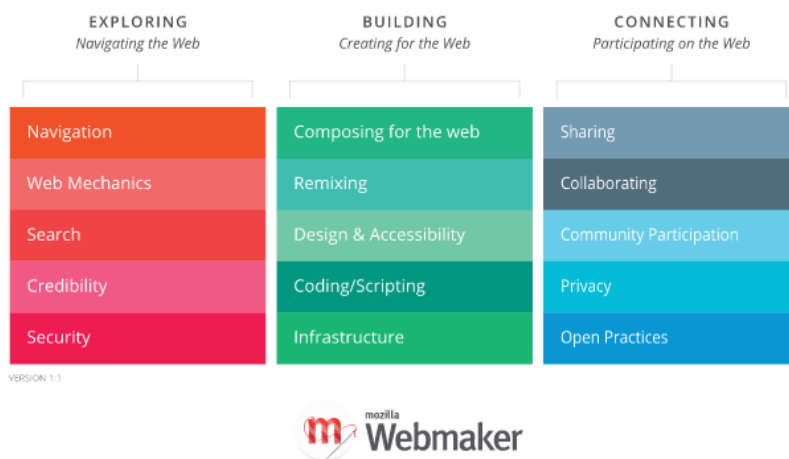 EXPLORING
Navigating the Web
Navigation
Web Mechanics
Search
Credibility
Security
BUILDING
Creating for the Web
Composing for the web
Remixing
Design & Accessibility
Coding/Scripting
Infrastructure
CONNECTING
Participating on the Web
Sharing
Collaborating
Community Participation
Privacy
Open Practices
VERSION 1.1
m
mozilla
Webmaker